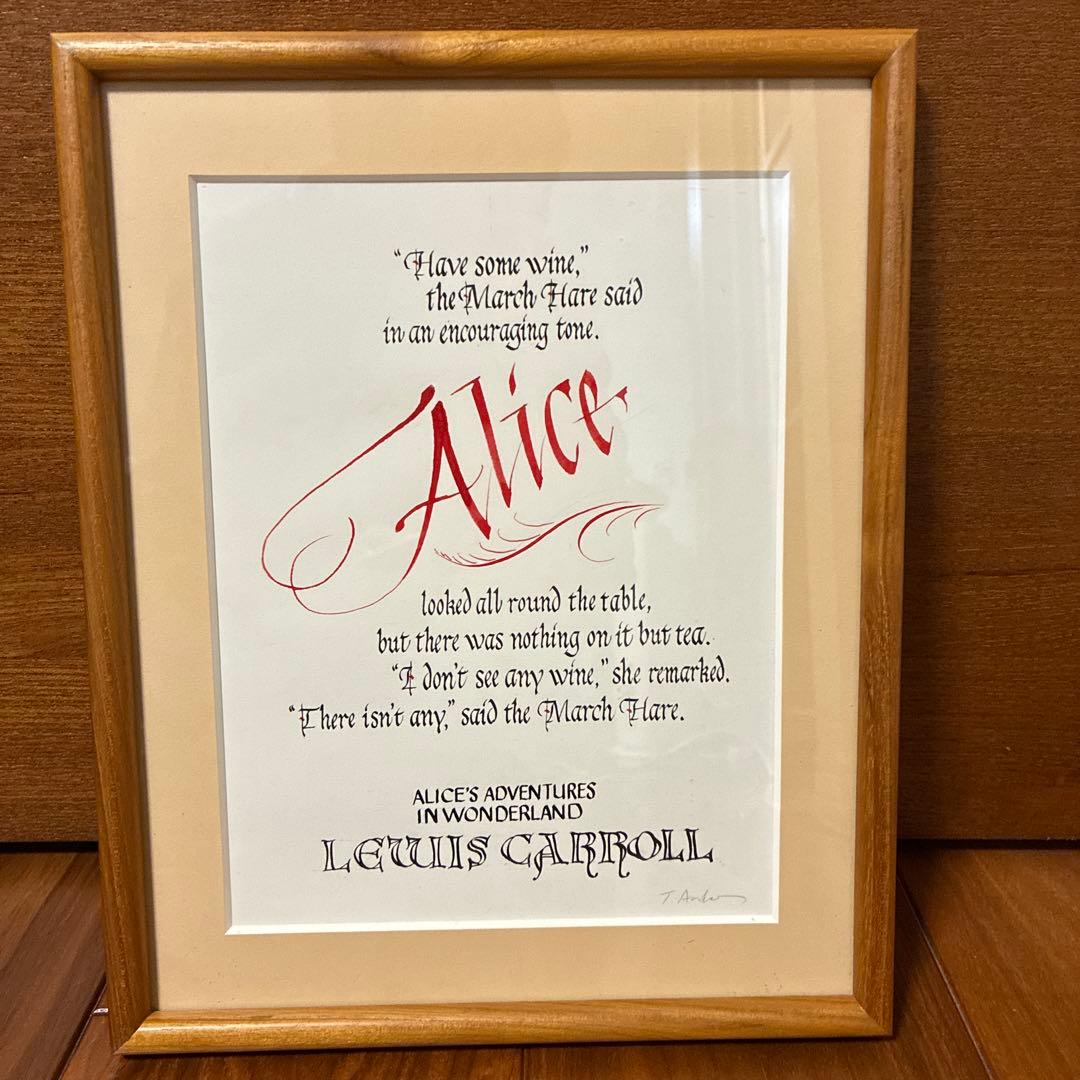 “Have some wine,”
the March Hare said
in an encouraging tone.
Alice
looked all round the table,
but there was nothing on it but tea.
“I don't see any wine,” she remarked.
“There isn't any,” said the March Hare.
ALICE'S ADVENTURES
IN WONDERLAND
LEWIS CARROLL
T.